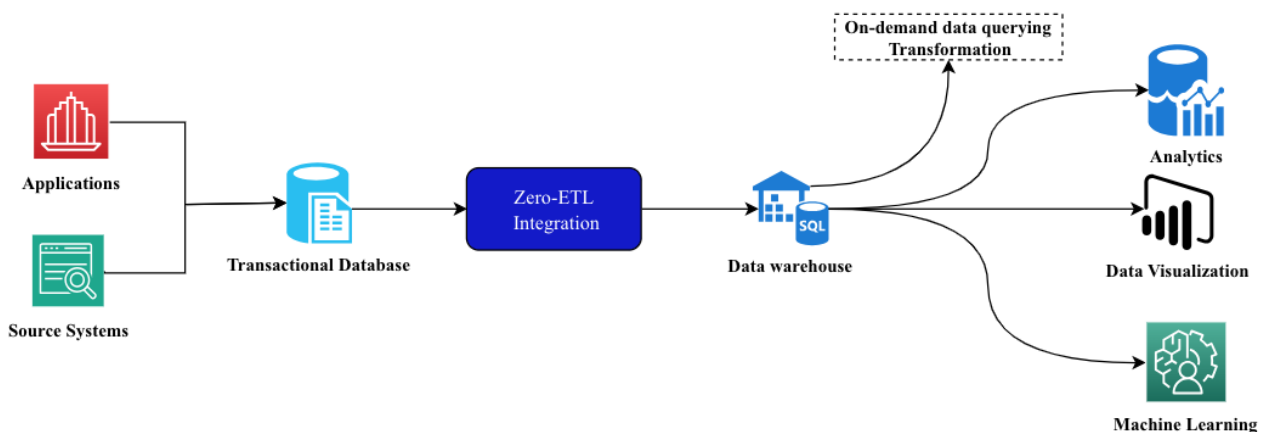 On-demand data querying
Transformation
Applications
Source Systems
Transactional Database
Zero-ETL
Integration
SQL
Data warehouse
Analytics
Data Visualization
Machine Learning